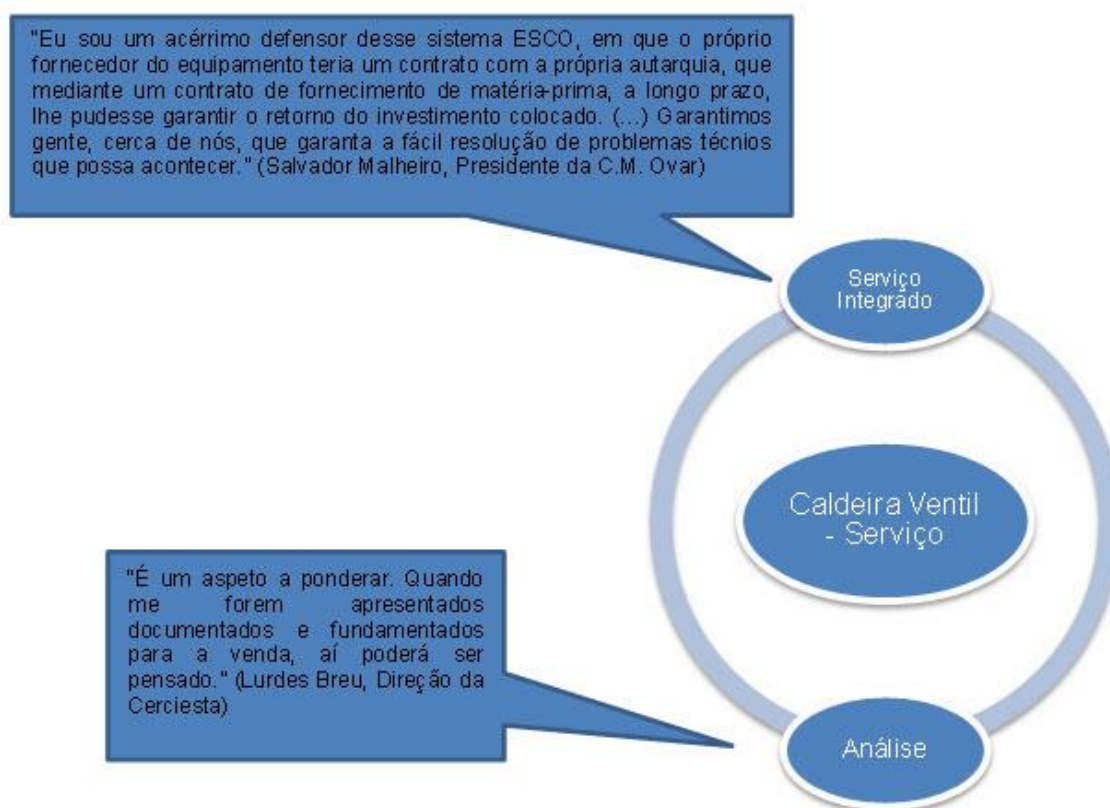 "Eu sou um acérrimo defensor desse sistema ESCO, em que o próprio
fornecedor do equipamento teria um contrato com a própria autarquia, que
mediante um contrato de fornecimento de matéria-prima, a longo prazo,
lhe pudesse garantir o retorno do investimento colocado. (...) Garantimos
gente, cerca de nós, que garanta a fácil resolução de problemas técnios
que possa acontecer." (Salvador Malheiro, Presidente da C.M. Ovar)
Serviço
Integrado
Caldeira Ventil
- Serviço
"É um aspeto a ponderar. Quando
me forem apresentados
documentados e fundamentados
para a venda, aí poderá ser
pensado." (Lurdes Breu, Direção da
Cerciesta)
Análise